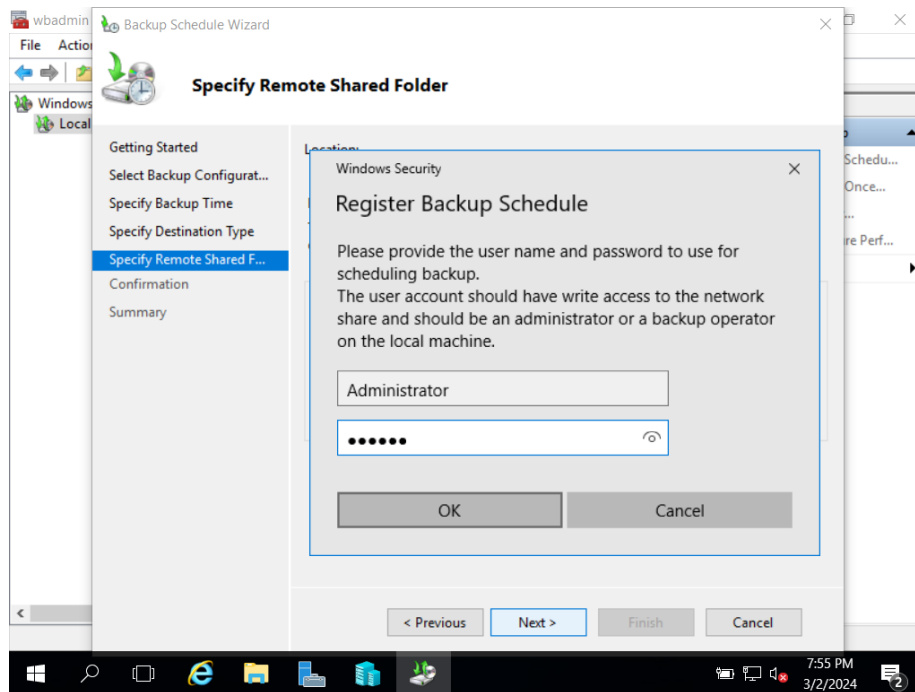 wbadmin
Backup Schedule Wizard
File
Specify Remote Shared Folder
Windows
Local
Getting Started
Select Backup Configurat...
Specify Backup Time
Specify Destination Type
Specify Remote Shared F...
Confirmation
Summary
Location:
Windows Security
Register Backup Schedule
Please provide the user name and password to use for
scheduling backup.
The user account should have write access to the network
share and should be an administrator or a backup operator
on the local machine.
Administrator
OK
Cancel
Schedu...
Once...
...
re Perf...
< Previous
Next >
Finish
Cancel
7:55 PM
3/2/2024
2